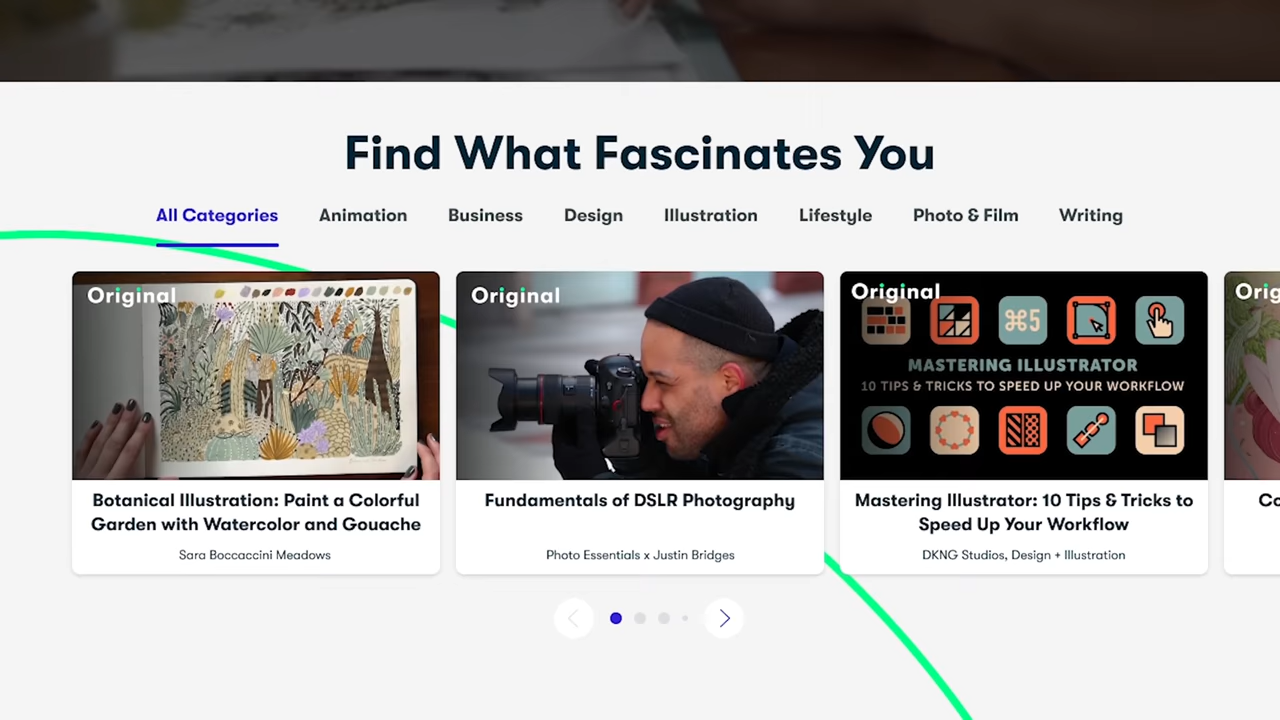 Find What Fascinates You
All Categories Animation Business Design Illustration Lifestyle Photo & Film Writing
Original
Botanical Illustration: Paint a Colorful
Garden with Watercolor and Gouache
Sara Boccaccini Meadows
Original
Fundamentals of DSLR Photography
Photo Essentials x Justin Bridges
Original
⌘5
MASTERING ILLUSTRATOR
10 TIPS & TRICKS TO SPEED UP YOUR WORKFLOW
Mastering Illustrator: 10 Tips & Tricks to
Speed Up Your Workflow
DKNG Studios, Design + Illustration